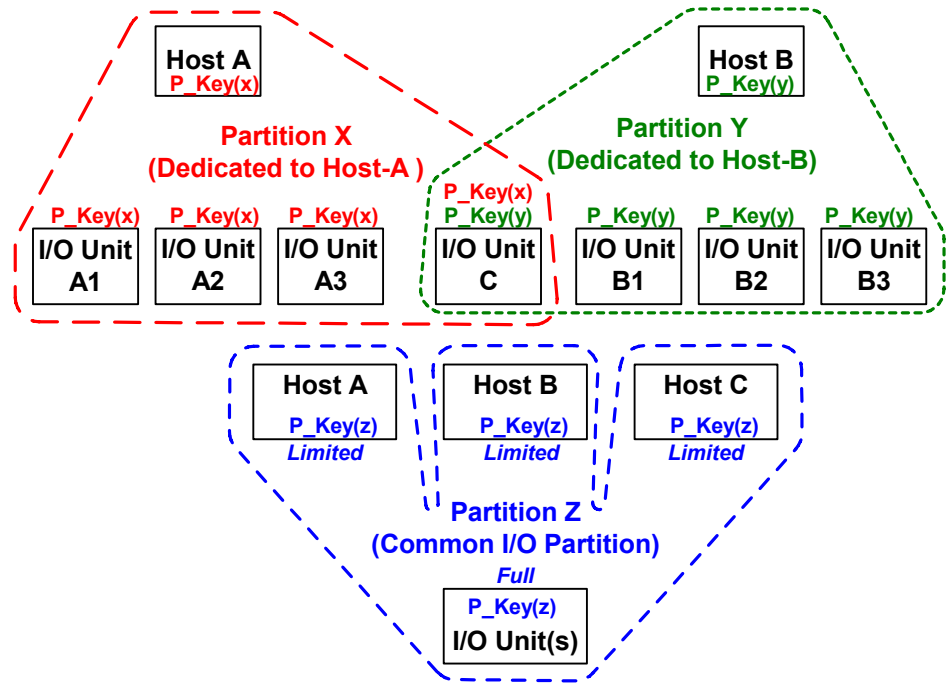 Host A
P_Key(x)
Host B
P_Key(y)
Partition X
(Dedicated to Host-A )
Partition Y
(Dedicated to Host-B)
P_Key(x)
I/O Unit
A1
P_Key(x)
I/O Unit
A2
P_Key(x)
I/O Unit
A3
P_Key(x)
P_Key(y)
I/O Unit
C
P_Key(y)
I/O Unit
B1
P_Key(y)
I/O Unit
B2
P_Key(y)
I/O Unit
B3
Host A
P_Key(z)
Limited
Host B
P_Key(z)
Limited
Host C
P_Key(z)
Limited
Partition Z
(Common I/O Partition)
Full
P_Key(z)
I/O Unit(s)